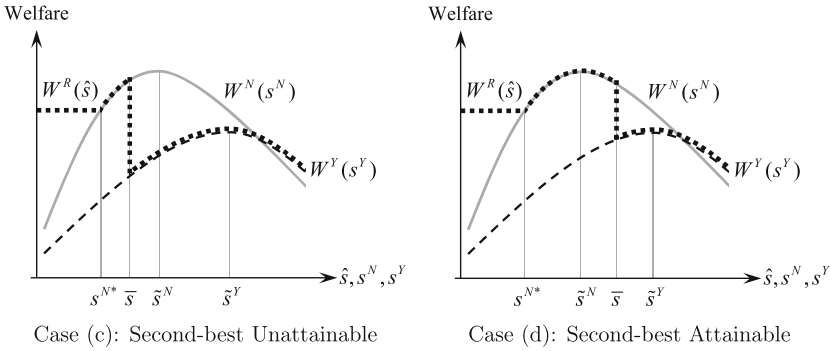 Welfare
W^R(ŝ)
W^N(s^N)
W^Y(s^Y)
ŝ, s^N, s^Y
s^{N*} s̄ s̃^N s̃^Y
Case (c): Second-best Unattainable
Welfare
W^R(ŝ)
W^N(s^N)
W^Y(s^Y)
ŝ, s^N, s^Y
s^{N*} s̃^N s̄ s̃^Y
Case (d): Second-best Attainable